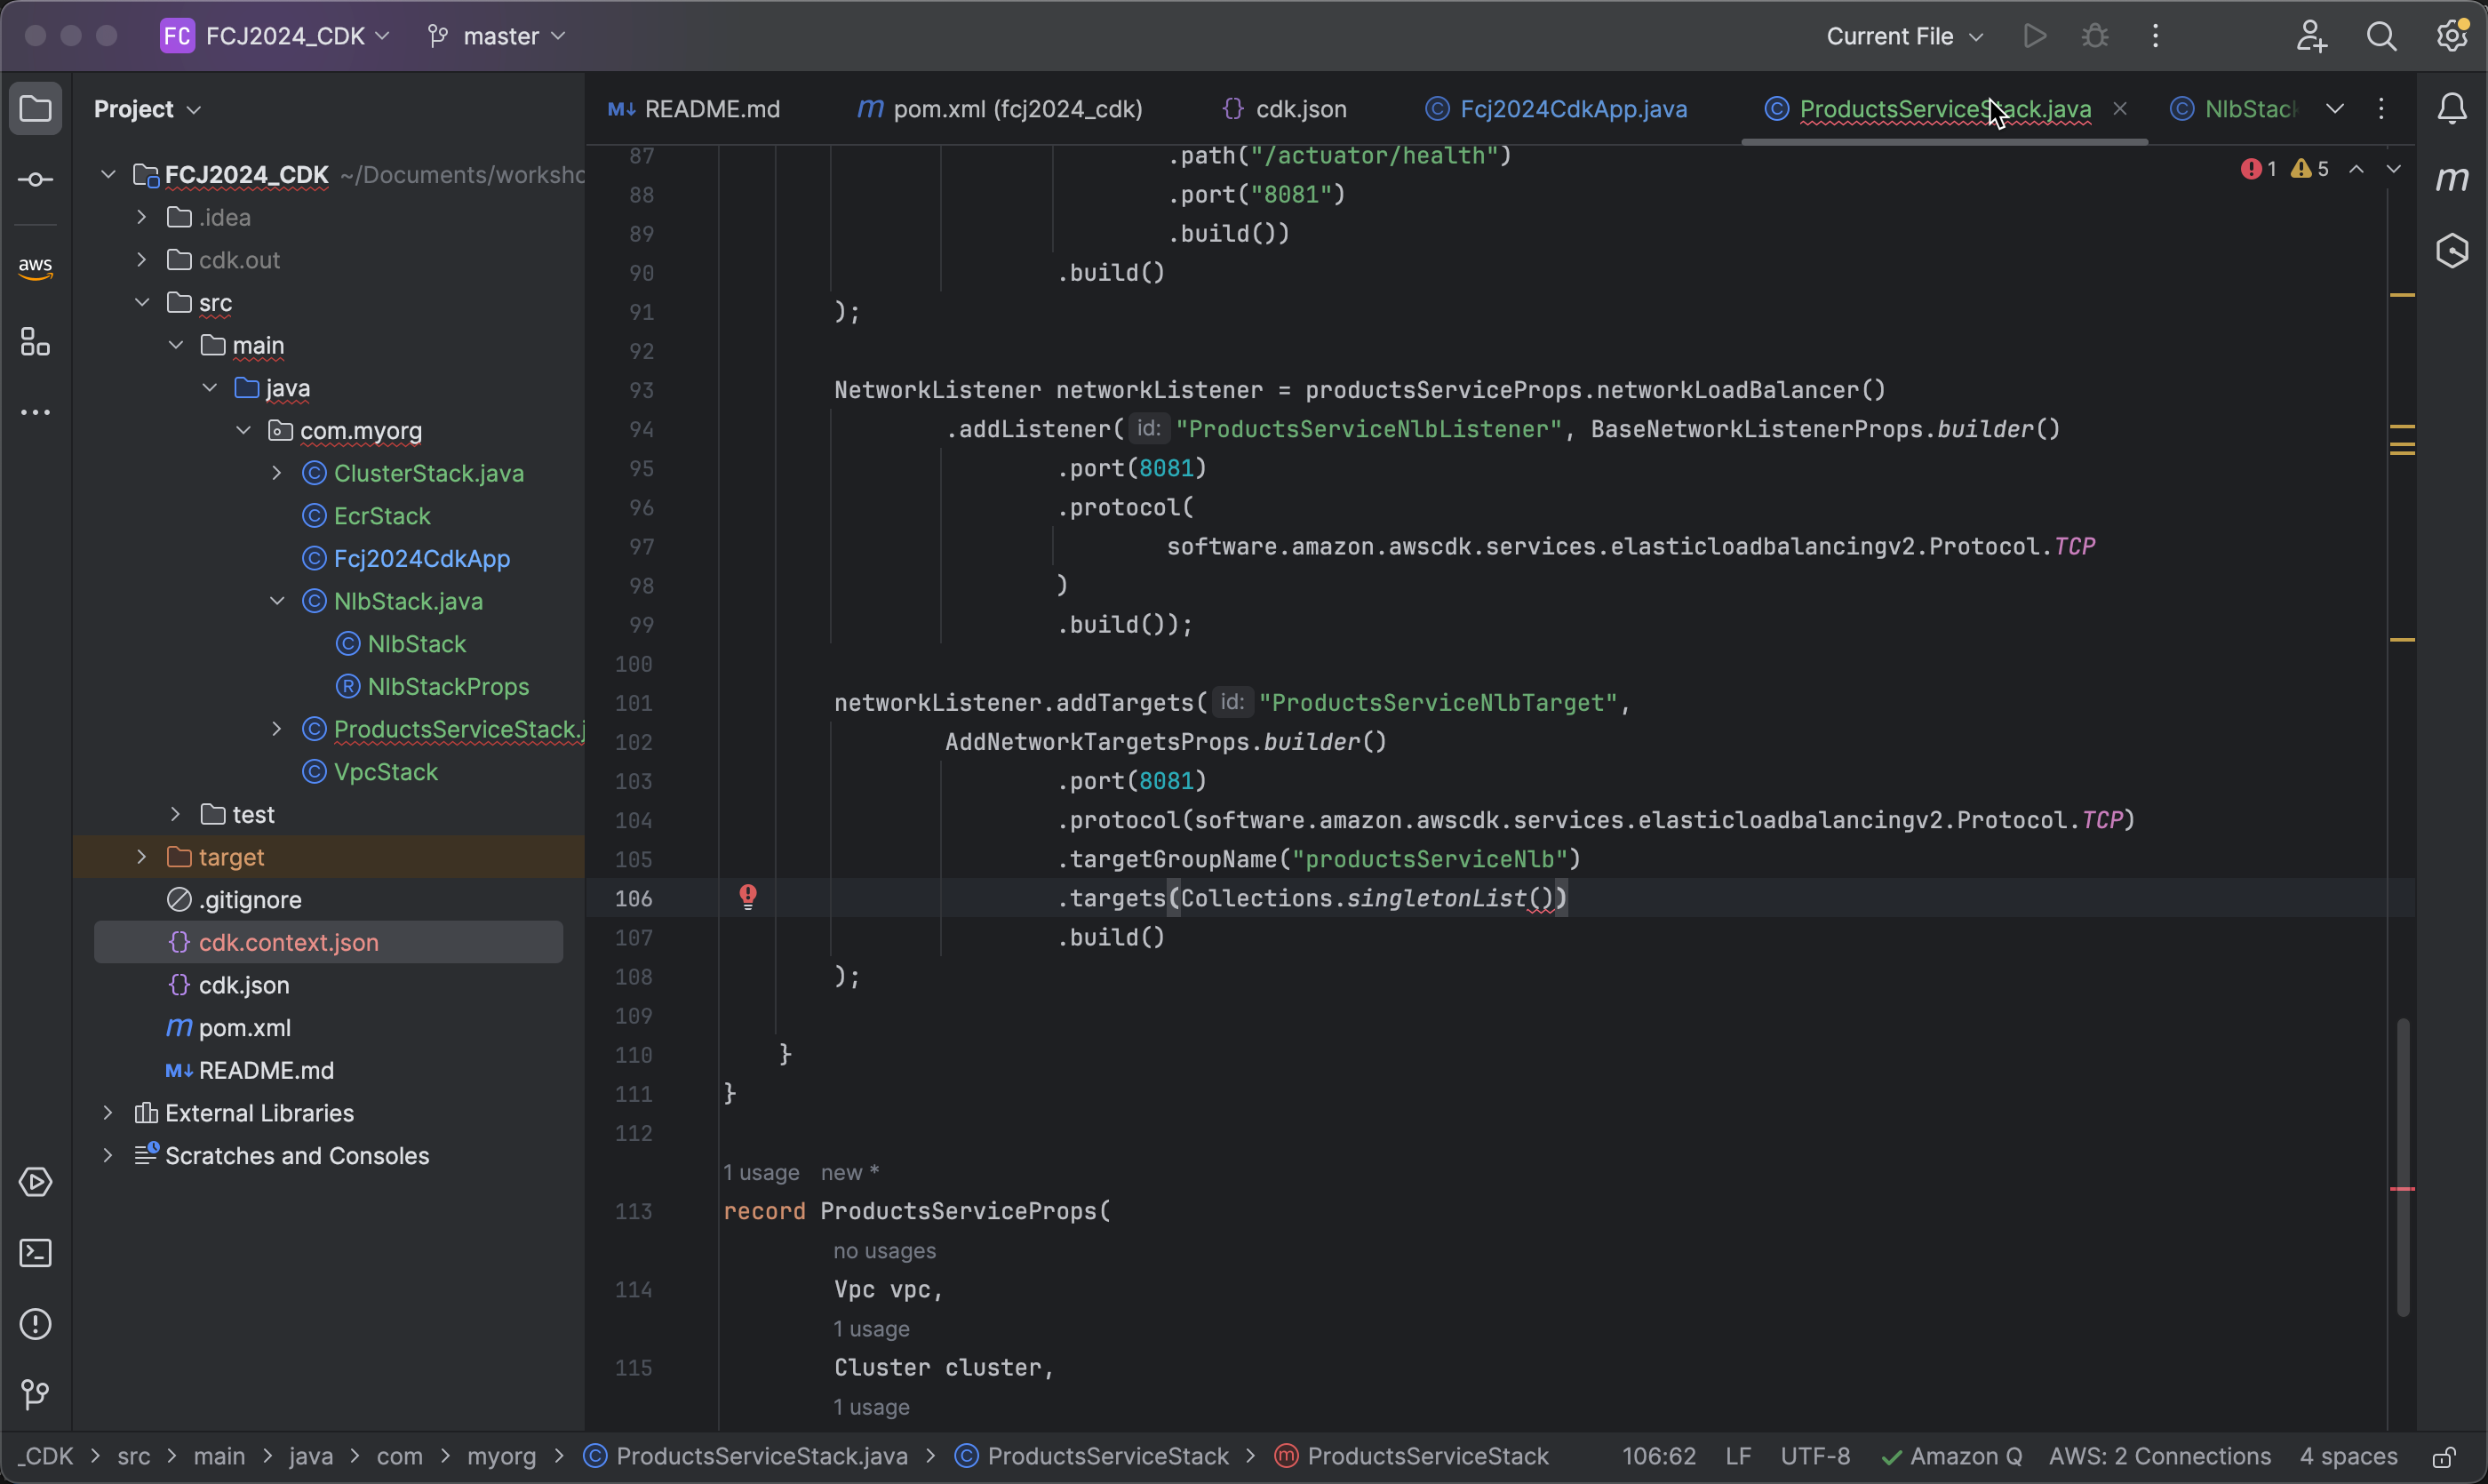 FC FCJ2024_CDK master Current File
Project
FCJ2024_CDK ~/Documents/worksho
.idea
cdk.out
src
main
java
com.myorg
ClusterStack.java
EcrStack
Fcj2024CdkApp
NlbStack.java
NlbStack
NlbStackProps
ProductsServiceStack.j
VpcStack
test
target
.gitignore
cdk.context.json
cdk.json
pom.xml
README.md
External Libraries
Scratches and Consoles
aws
README.md pom.xml (fcj2024_cdk) cdk.json Fcj2024CdkApp.java ProductsServiceStack.java NlbStack
1 5
87 .path("/actuator/health")
88 .port("8081")
89 .build())
90 .build()
91 );
92
93 NetworkListener networkListener = productsServiceProps.networkLoadBalancer()
94 .addListener( id: "ProductsServiceNlbListener", BaseNetworkListenerProps.builder()
95 .port(8081)
96 .protocol(
97 software.amazon.awscdk.services.elasticloadbalancingv2.Protocol.TCP
98 )
99 .build());
100
101 networkListener.addTargets( id: "ProductsServiceNlbTarget",
102 AddNetworkTargetsProps.builder()
103 .port(8081)
104 .protocol(software.amazon.awscdk.services.elasticloadbalancingv2.Protocol.TCP)
105 .targetGroupName("productsServiceNlb")
106 .targets(Collections.singletonList())
107 .build()
108 );
109
110 }
111 }
112
1 usage new *
113 record ProductsServiceProps(
no usages
114 Vpc vpc,
1 usage
115 Cluster cluster,
1 usage
_CDK > src > main > java > com > myorg > ProductsServiceStack.java > ProductsServiceStack > ProductsServiceStack 106:62 LF UTF-8 Amazon Q AWS: 2 Connections 4 spaces